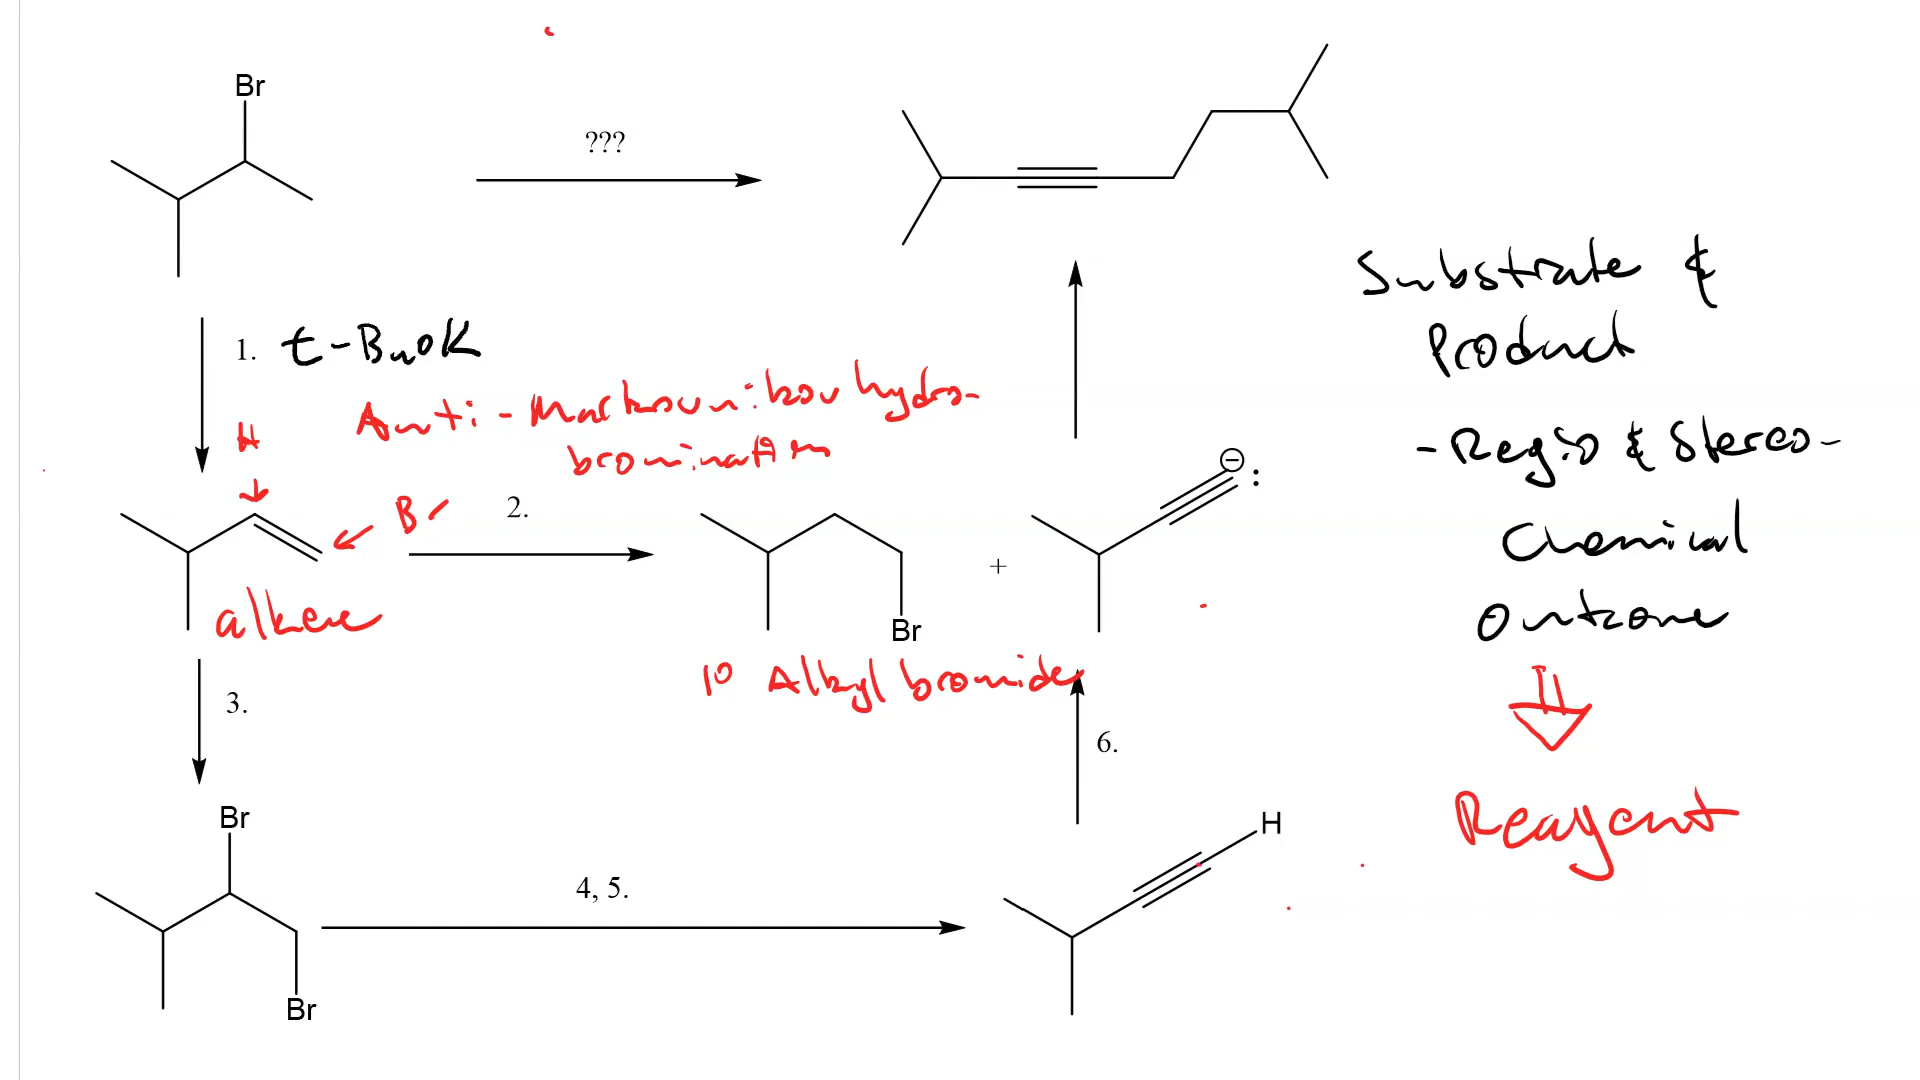 Br
???
Substrate &
Product
1. t-BuOK
Anti-Markovnikov hydro-
bromination
- Regio & Stereo-
chemical
outcome
H
Br
2.
⊖:
+
alkene
Br
1° Alkyl bromide
3.
6.
Reagent
Br
H
4, 5.
Br